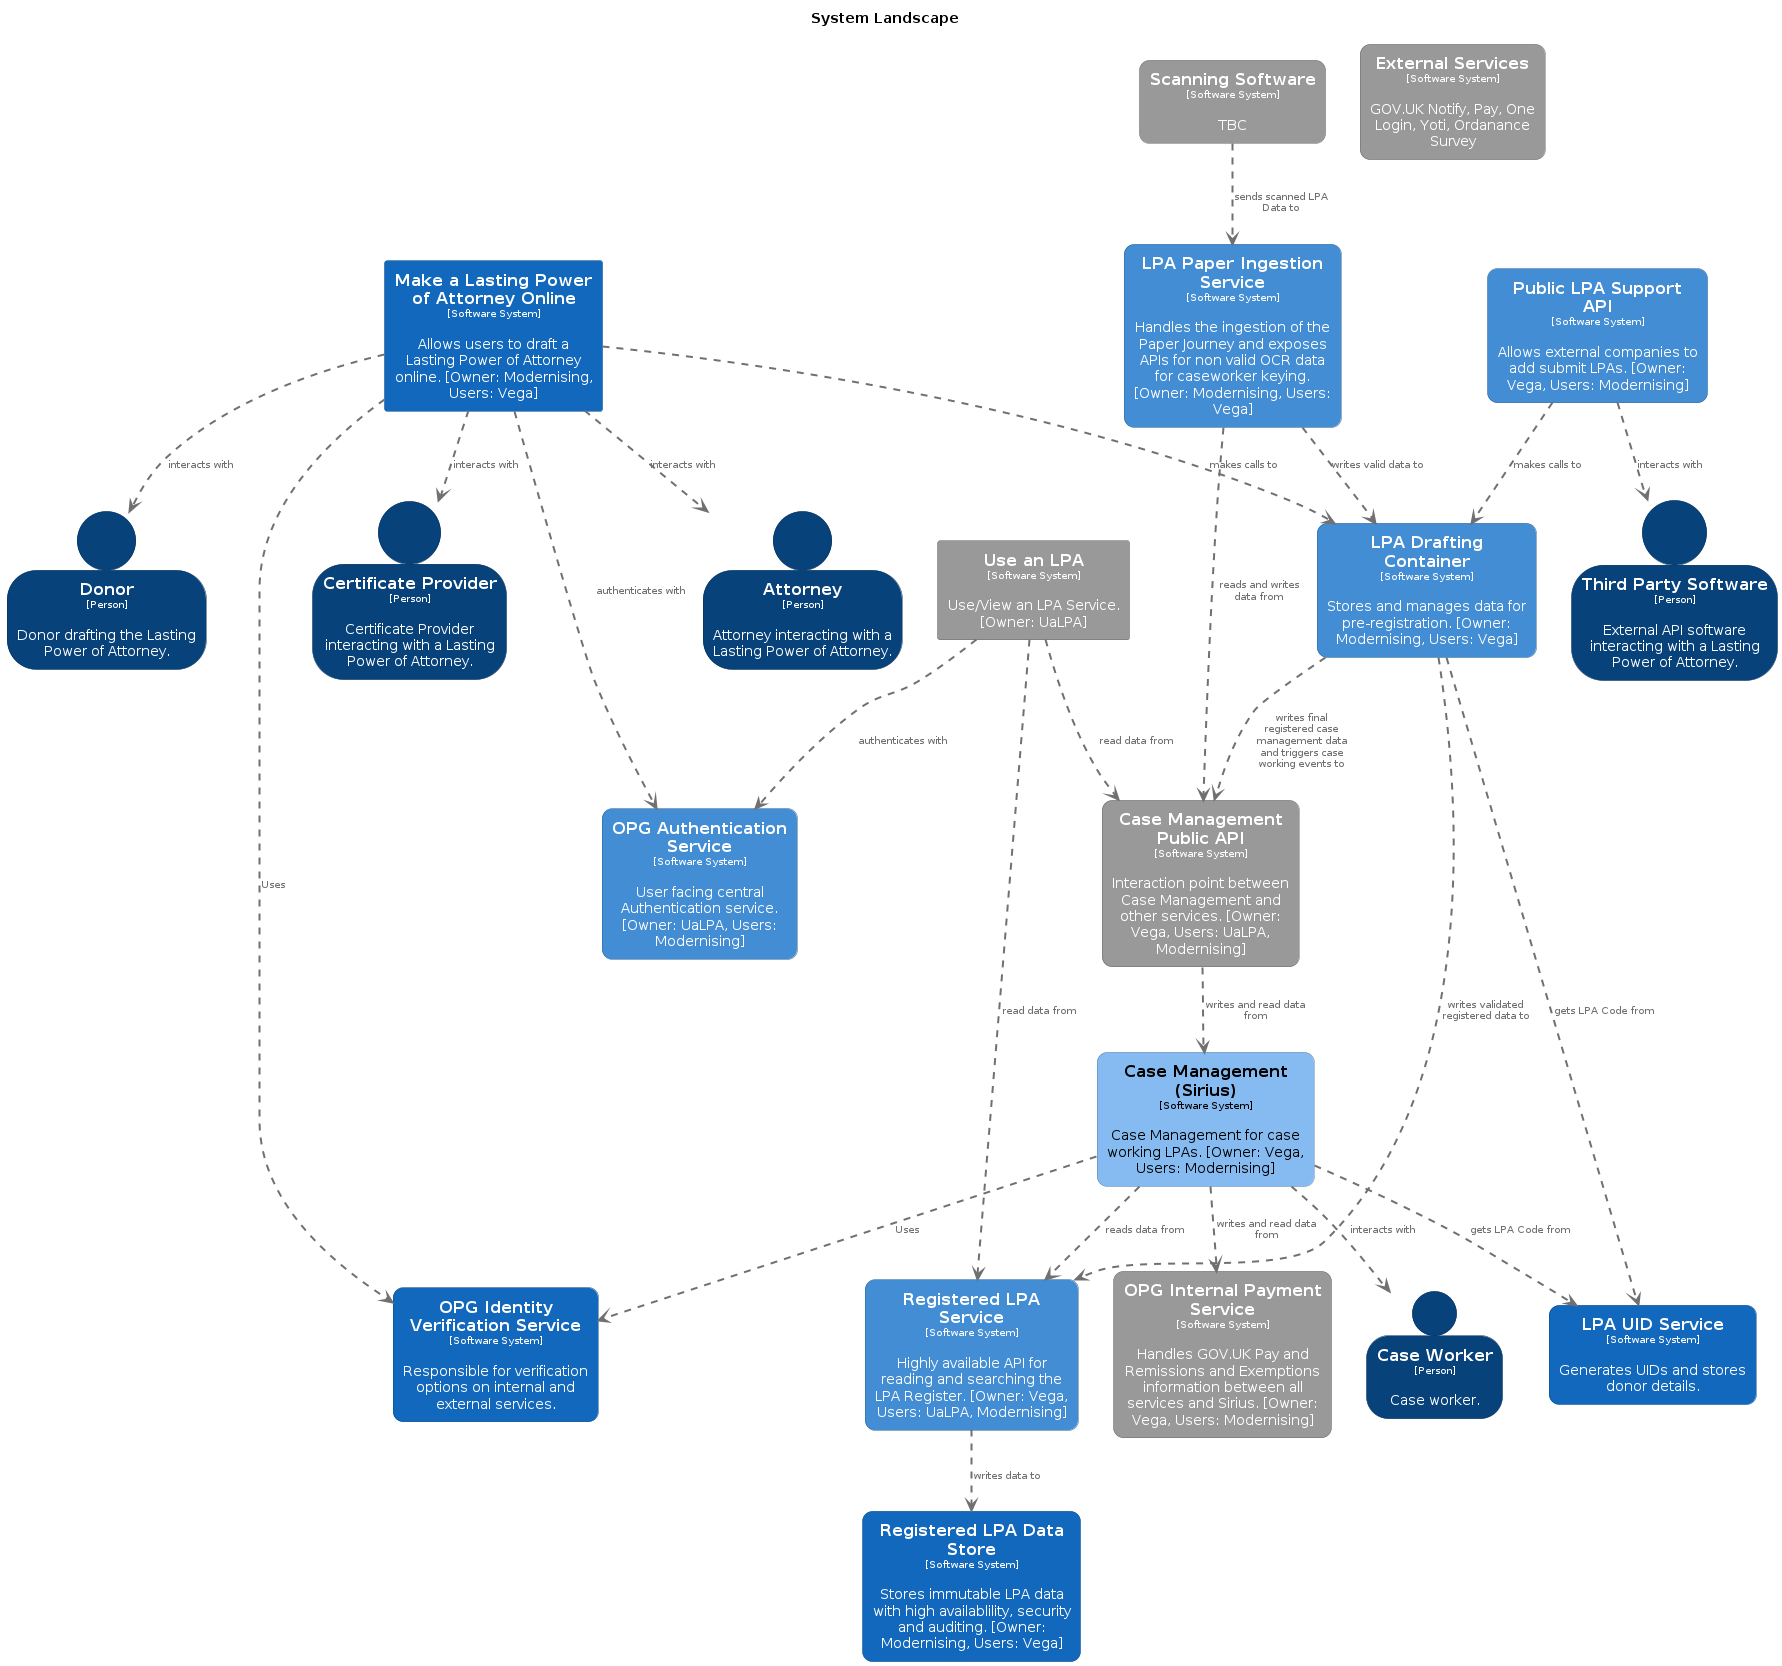 System Landscape
Scanning Software
[Software System]
TBC
External Services
[Software System]
GOV.UK Notify, Pay, One
Login, Yoti, Ordanance
Survey
sends scanned LPA
Data to
Make a Lasting Power
of Attorney Online
[Software System]
Allows users to draft a
Lasting Power of Attorney
online. [Owner: Modernising,
Users: Vega]
LPA Paper Ingestion
Service
[Software System]
Handles the ingestion of the
Paper Journey and exposes
APIs for non valid OCR data
for caseworker keying.
[Owner: Modernising, Users:
Vega]
Public LPA Support
API
[Software System]
Allows external companies to
add submit LPAs. [Owner:
Vega, Users: Modernising]
interacts with
interacts with
interacts with
makes calls to
writes valid data to
makes calls to
interacts with
Donor
[Person]
Donor drafting the Lasting
Power of Attorney.
Certificate Provider
[Person]
Certificate Provider
interacting with a Lasting
Power of Attorney.
authenticates with
Attorney
[Person]
Attorney interacting with a
Lasting Power of Attorney.
Use an LPA
[Software System]
Use/View an LPA Service.
[Owner: UaLPA]
reads and writes
data from
LPA Drafting
Container
[Software System]
Stores and manages data for
pre-registration. [Owner:
Modernising, Users: Vega]
Third Party Software
[Person]
External API software
interacting with a Lasting
Power of Attorney.
authenticates with
read data from
writes final
registered case
management data
and triggers case
working events to
Uses
OPG Authentication
Service
[Software System]
User facing central
Authentication service.
[Owner: UaLPA, Users:
Modernising]
Case Management
Public API
[Software System]
Interaction point between
Case Management and
other services. [Owner:
Vega, Users: UaLPA,
Modernising]
read data from
writes and read data
from
writes validated
registered data to
gets LPA Code from
Case Management
(Sirius)
[Software System]
Case Management for case
working LPAs. [Owner: Vega,
Users: Modernising]
Uses
reads data from
writes and read data
from
interacts with
gets LPA Code from
OPG Identity
Verification Service
[Software System]
Responsible for verification
options on internal and
external services.
Registered LPA
Service
[Software System]
Highly available API for
reading and searching the
LPA Register. [Owner: Vega,
Users: UaLPA, Modernising]
OPG Internal Payment
Service
[Software System]
Handles GOV.UK Pay and
Remissions and Exemptions
information between all
services and Sirius. [Owner:
Vega, Users: Modernising]
Case Worker
[Person]
Case worker.
LPA UID Service
[Software System]
Generates UIDs and stores
donor details.
writes data to
Registered LPA Data
Store
[Software System]
Stores immutable LPA data
with high availablility, security
and auditing. [Owner:
Modernising, Users: Vega]